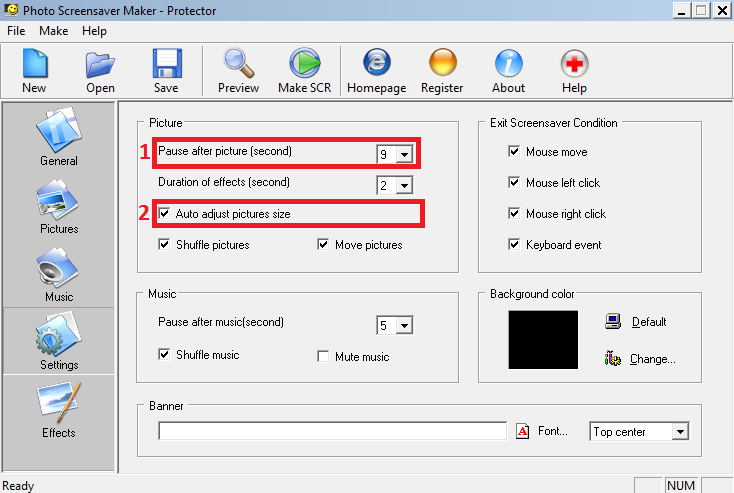 Photo Screensaver Maker - Protector
File Make Help
New Open Save Preview Make SCR Homepage Register About Help
General
Pictures
Music
Settings
Effects
Picture
1 Pause after picture (second) 9
Duration of effects (second) 2
2 Auto adjust pictures size
Shuffle pictures Move pictures
Exit Screensaver Condition
Mouse move
Mouse left click
Mouse right click
Keyboard event
Music
Pause after music(second) 5
Shuffle music Mute music
Background color
Default
Change...
Banner
Font... Top center
Ready NUM